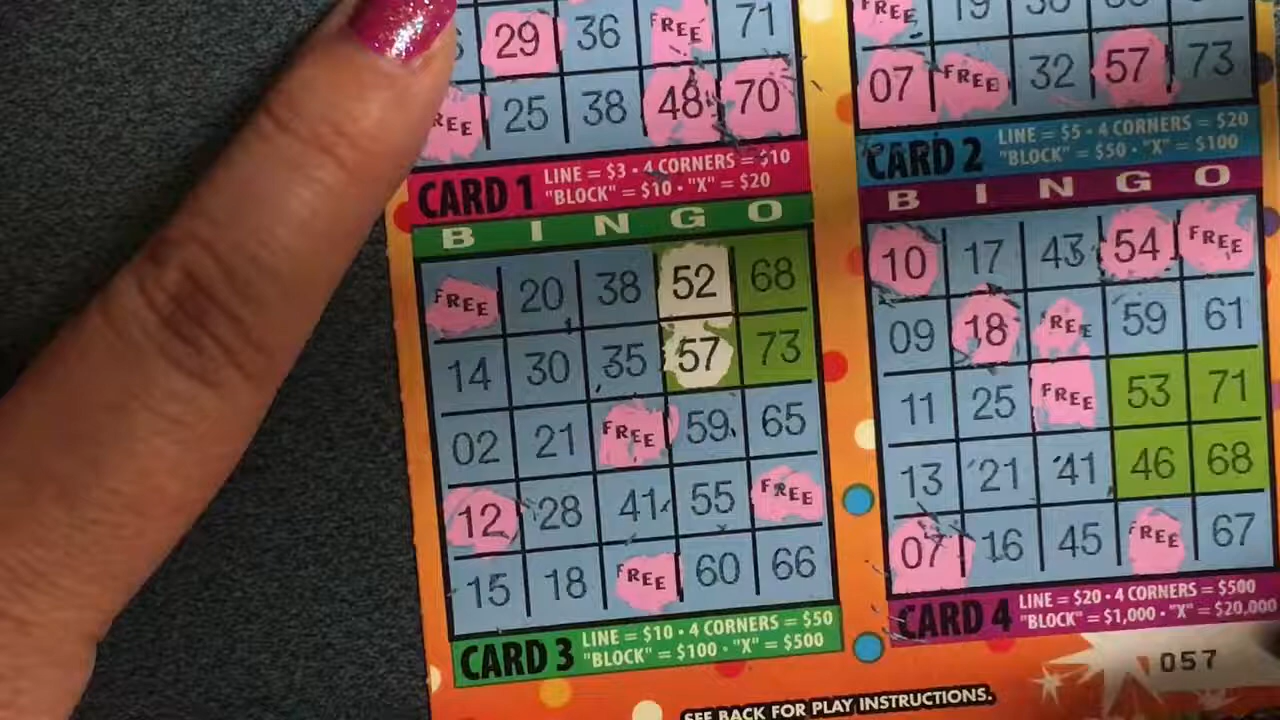 29 36 FREE 71
REE 25 38 48 70
CARD 1 LINE = $3 • 4 CORNERS = $10
"BLOCK" = $10 • "X" = $20
FREE 19
07 FREE 32 57 73
CARD 2 LINE = $5 • 4 CORNERS = $20
"BLOCK" = $50 • "X" = $100
B I N G O
FREE 20 38 52 68
14 30 35 57 73
02 21 FREE 59 65
12 28 41 55 FREE
15 18 FREE 60 66
CARD 3 LINE = $10 • 4 CORNERS = $50
"BLOCK" = $100 • "X" = $500
B I N G O
10 17 43 54 FREE
09 18 REE 59 61
11 25 FREE 53 71
13 21 41 46 68
07 16 45 FREE 67
CARD 4 LINE = $20 • 4 CORNERS = $500
"BLOCK" = $1,000 • "X" = $20,000
057
SEE BACK FOR PLAY INSTRUCTIONS.